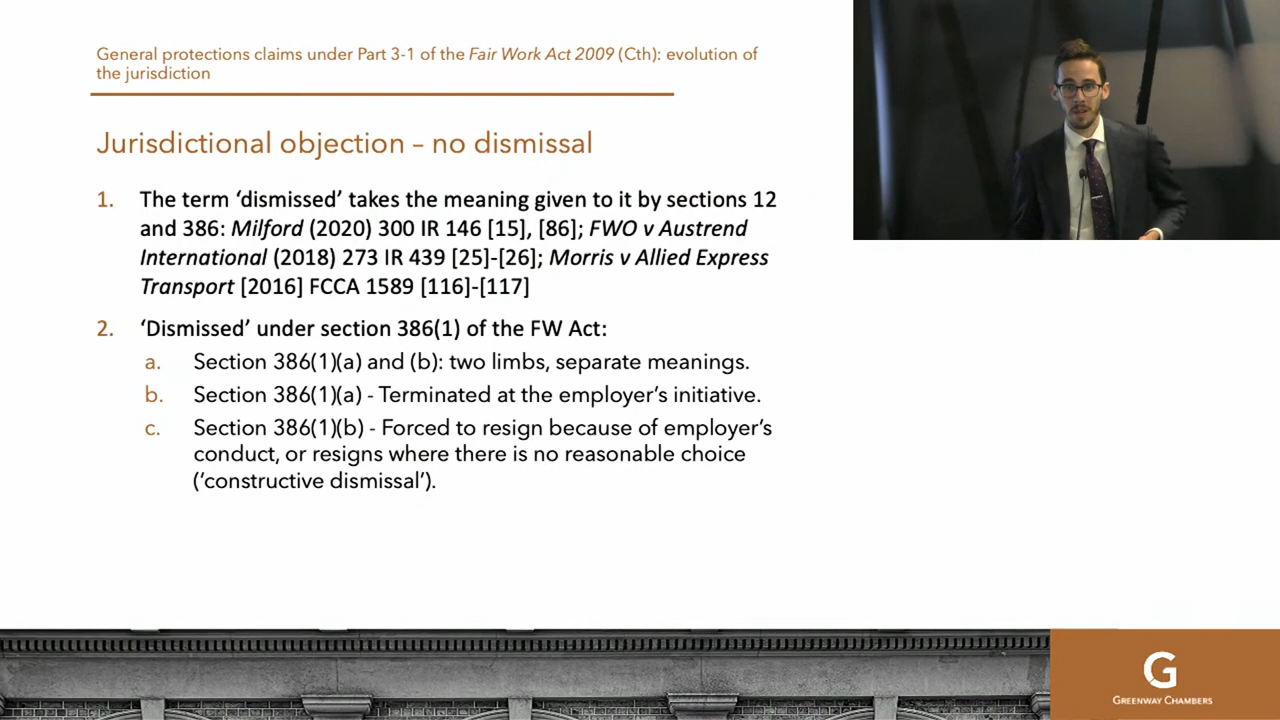 General protections claims under Part 3-1 of the Fair Work Act 2009 (Cth): evolution of
the jurisdiction
Jurisdictional objection – no dismissal
1. The term ‘dismissed’ takes the meaning given to it by sections 12
and 386: Milford (2020) 300 IR 146 [15], [86]; FWO v Austrend
International (2018) 273 IR 439 [25]-[26]; Morris v Allied Express
Transport [2016] FCCA 1589 [116]-[117]
2. ‘Dismissed’ under section 386(1) of the FW Act:
a. Section 386(1)(a) and (b): two limbs, separate meanings.
b. Section 386(1)(a) - Terminated at the employer’s initiative.
c. Section 386(1)(b) - Forced to resign because of employer’s
conduct, or resigns where there is no reasonable choice
(‘constructive dismissal’).
G
GREENWAY CHAMBERS